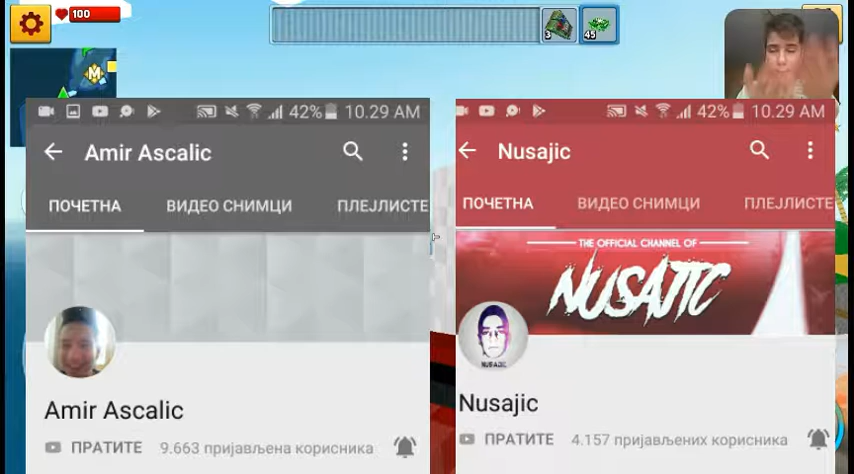 100
3
45
M
42% 10.29 AM
Amir Ascalic
ПОЧЕТНА ВИДЕО СНИМЦИ ПЛЕЈЛИСТЕ
Amir Ascalic
ПРАТИТЕ 9.663 пријављена корисника
42% 10.29 AM
Nusajic
ПОЧЕТНА ВИДЕО СНИМЦИ ПЛЕЈЛИСТЕ
THE OFFICIAL CHANNEL OF
NUSAJIC
NUSAJIC
Nusajic
ПРАТИТЕ 4.157 пријављених корисника